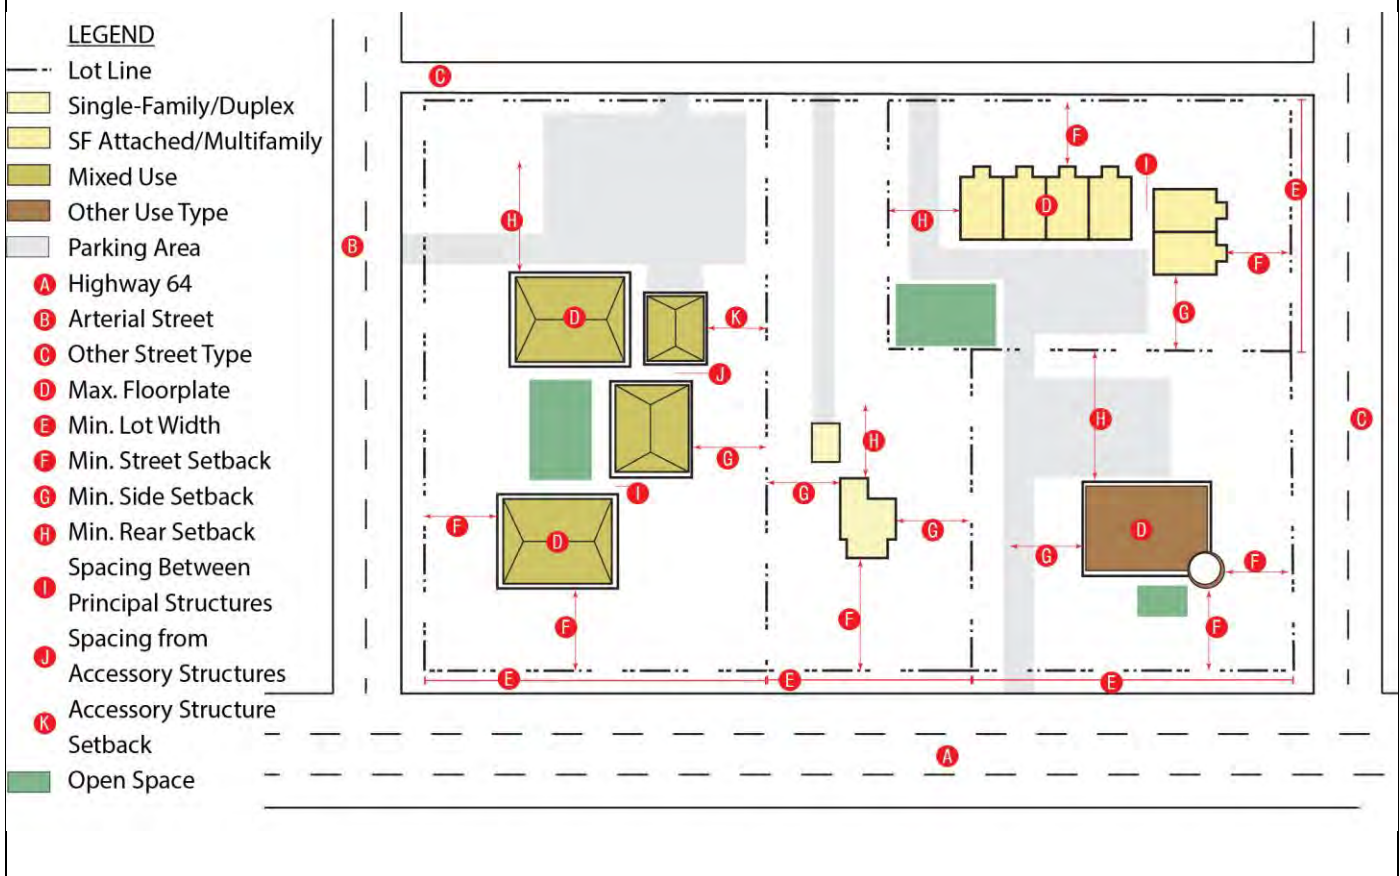 LEGEND
Lot Line
Single-Family/Duplex
SF Attached/Multifamily
Mixed Use
Other Use Type
Parking Area
A Highway 64
B Arterial Street
C Other Street Type
D Max. Floorplate
E Min. Lot Width
F Min. Street Setback
G Min. Side Setback
H Min. Rear Setback
I Spacing Between
Principal Structures
J Spacing from
Accessory Structures
K Accessory Structure
Setback
Open Space
C
F
I
E
D
H
H
B
F
G
D
K
J
H
C
H
G
G
I
F
D
G
D
G
F
F
F
F
E
E
E
A